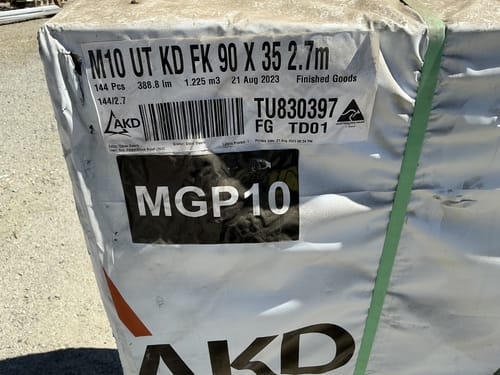 M10 UT KD FK 90 X 35 2.7m
144 Pcs 388.8 lm 1.225 m3 21 Aug 2023 Finished Goods
144/2.7
AKD
TU830397
FG TD01
MGP10
AKD